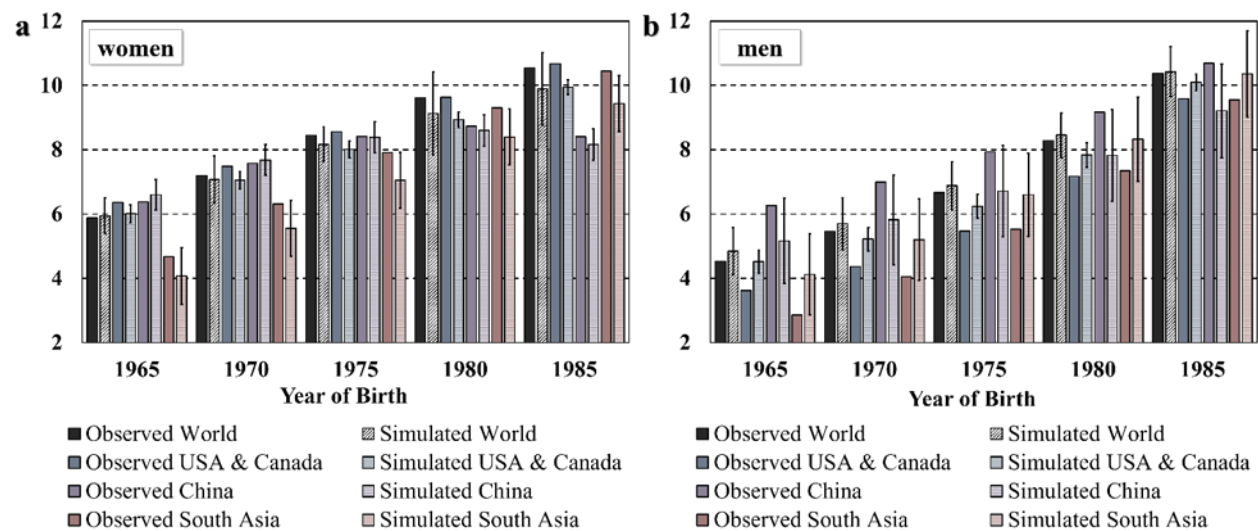 a
women
12
10
8
6
4
2
1965 1970 1975 1980 1985
Year of Birth
Observed World Simulated World
Observed USA & Canada Simulated USA & Canada
Observed China Simulated China
Observed South Asia Simulated South Asia
b
men
12
10
8
6
4
2
1965 1970 1975 1980 1985
Year of Birth
Observed World Simulated World
Observed USA & Canada Simulated USA & Canada
Observed China Simulated China
Observed South Asia Simulated South Asia